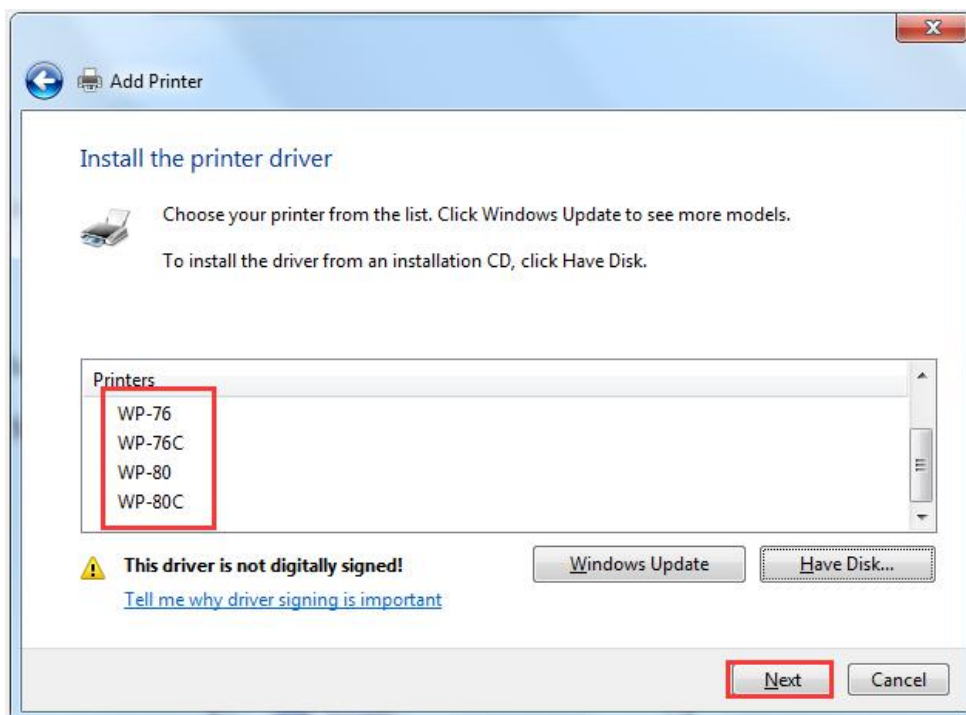 X
Add Printer
Install the printer driver
Choose your printer from the list. Click Windows Update to see more models.
To install the driver from an installation CD, click Have Disk.
Printers
WP-76
WP-76C
WP-80
WP-80C
This driver is not digitally signed!
Windows Update
Have Disk...
Tell me why driver signing is important
Next
Cancel